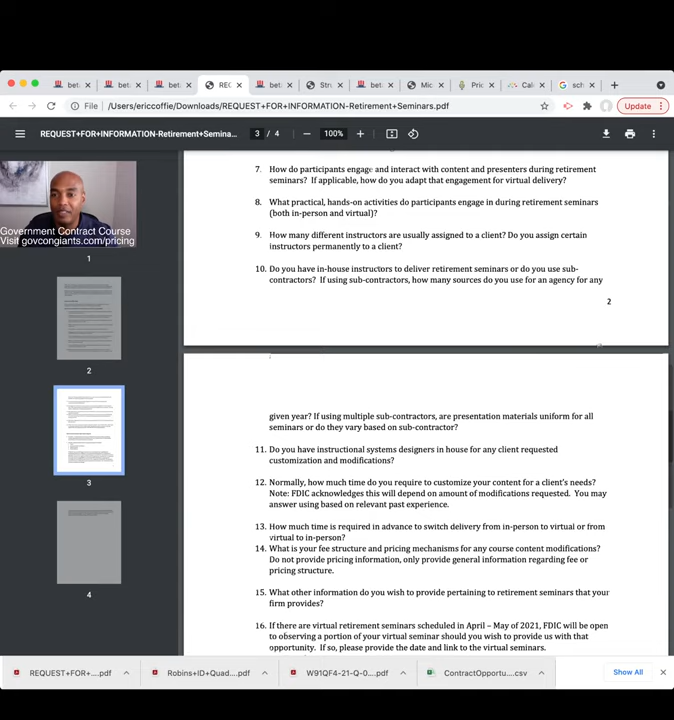 bet
bet
bet
REC
bet
Stru
bet
Mic
Pric
Cal
sch
File
/Users/ericcoffie/Downloads/REQUEST+FOR+INFORMATION-Retirement+Seminars.pdf
Update
REQUEST+FOR+INFORMATION-Retirement+Semina...
3 / 4
100%
Government Contract Course
Visit govcongiants.com/pricing
1
2
3
4
7. How do participants engage and interact with content and presenters during retirement
seminars? If applicable, how do you adapt that engagement for virtual delivery?
8. What practical, hands-on activities do participants engage in during retirement seminars
(both in-person and virtual)?
9. How many different instructors are usually assigned to a client? Do you assign certain
instructors permanently to a client?
10. Do you have in-house instructors to deliver retirement seminars or do you use sub-
contractors? If using sub-contractors, how many sources do you use for an agency for any
2
given year? If using multiple sub-contractors, are presentation materials uniform for all
seminars or do they vary based on sub-contractor?
11. Do you have instructional systems designers in house for any client requested
customization and modifications?
12. Normally, how much time do you require to customize your content for a client's needs?
Note: FDIC acknowledges this will depend on amount of modifications requested. You may
answer using based on relevant past experience.
13. How much time is required in advance to switch delivery from in-person to virtual or from
virtual to in-person?
14. What is your fee structure and pricing mechanisms for any course content modifications?
Do not provide pricing information, only provide general information regarding fee or
pricing structure.
15. What other information do you wish to provide pertaining to retirement seminars that your
firm provides?
16. If there are virtual retirement seminars scheduled in April – May of 2021, FDIC will be open
to observing a portion of your virtual seminar should you wish to provide us with that
opportunity. If so, please provide the date and link to the virtual seminars.
REQUEST+FOR+....pdf
Robins+ID+Quad....pdf
W91QF4-21-Q-0....pdf
ContractOpportu....csv
Show All